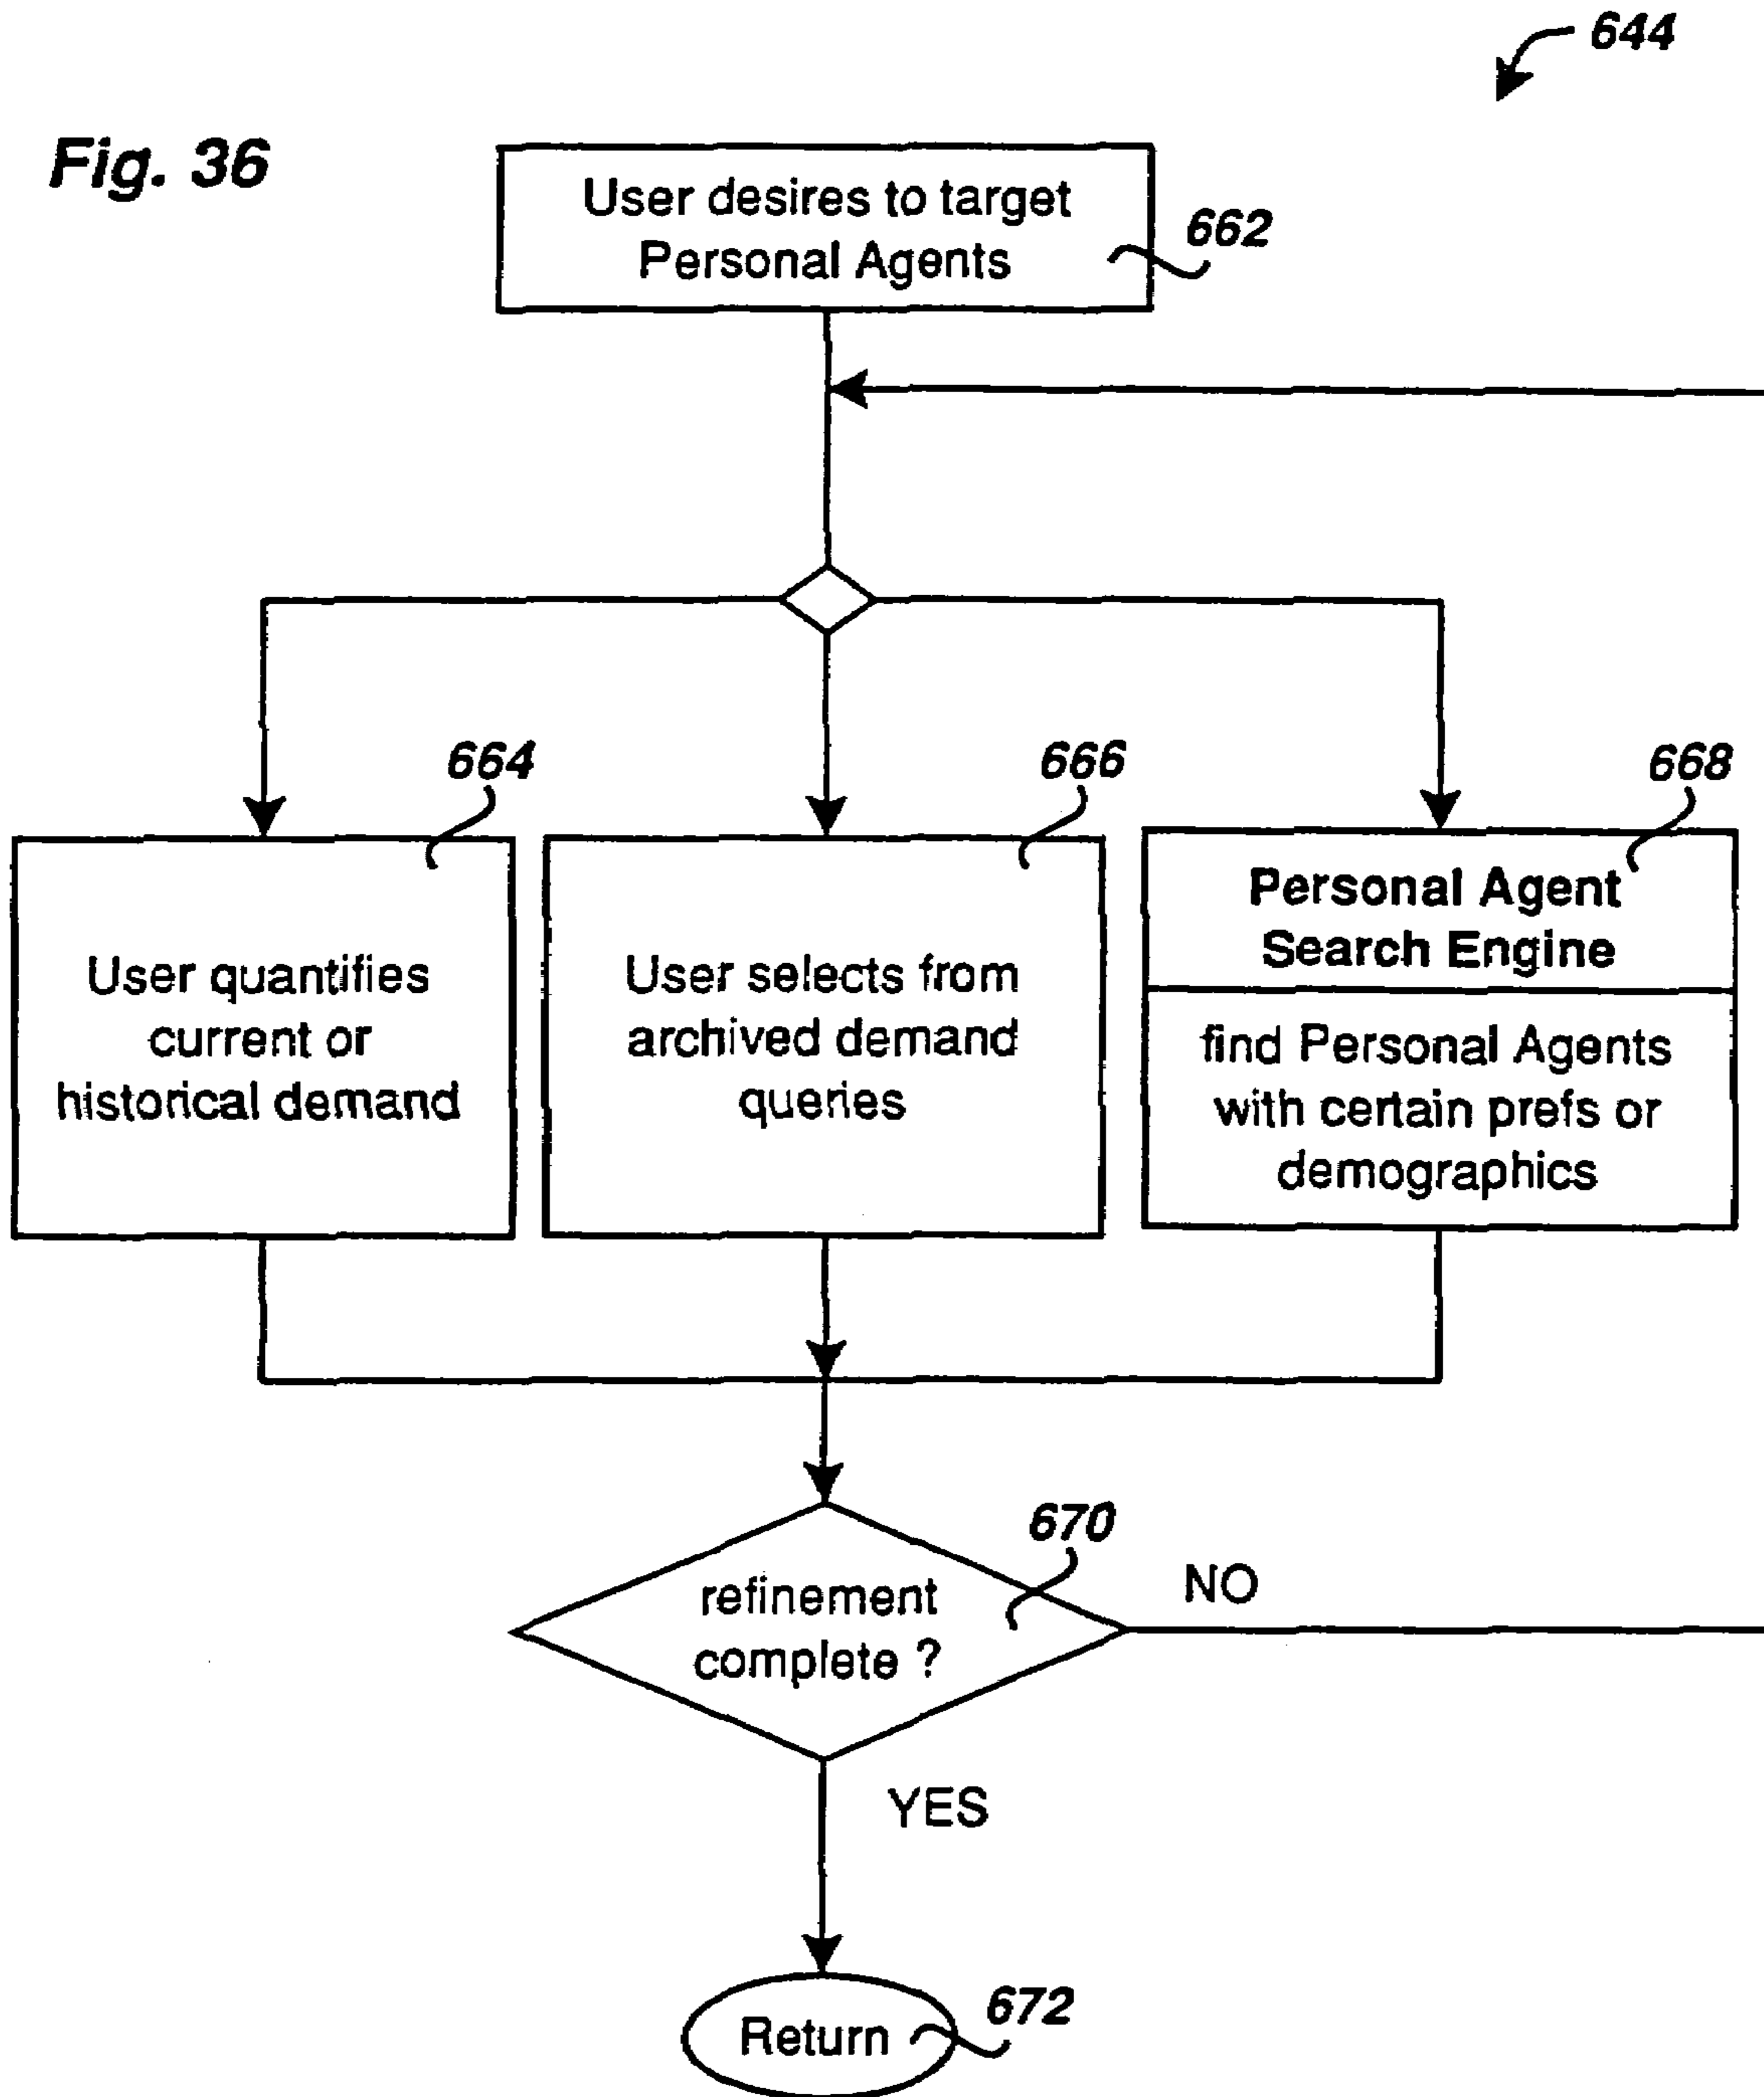 644
Fig. 36
User desires to target
Personal Agents
662
664
666
668
User quantifies
current or
historical demand
User selects from
archived demand
queries
Personal Agent
Search Engine
find Personal Agents
with certain prefs or
demographics
670
refinement
complete ?
NO
YES
Return
672